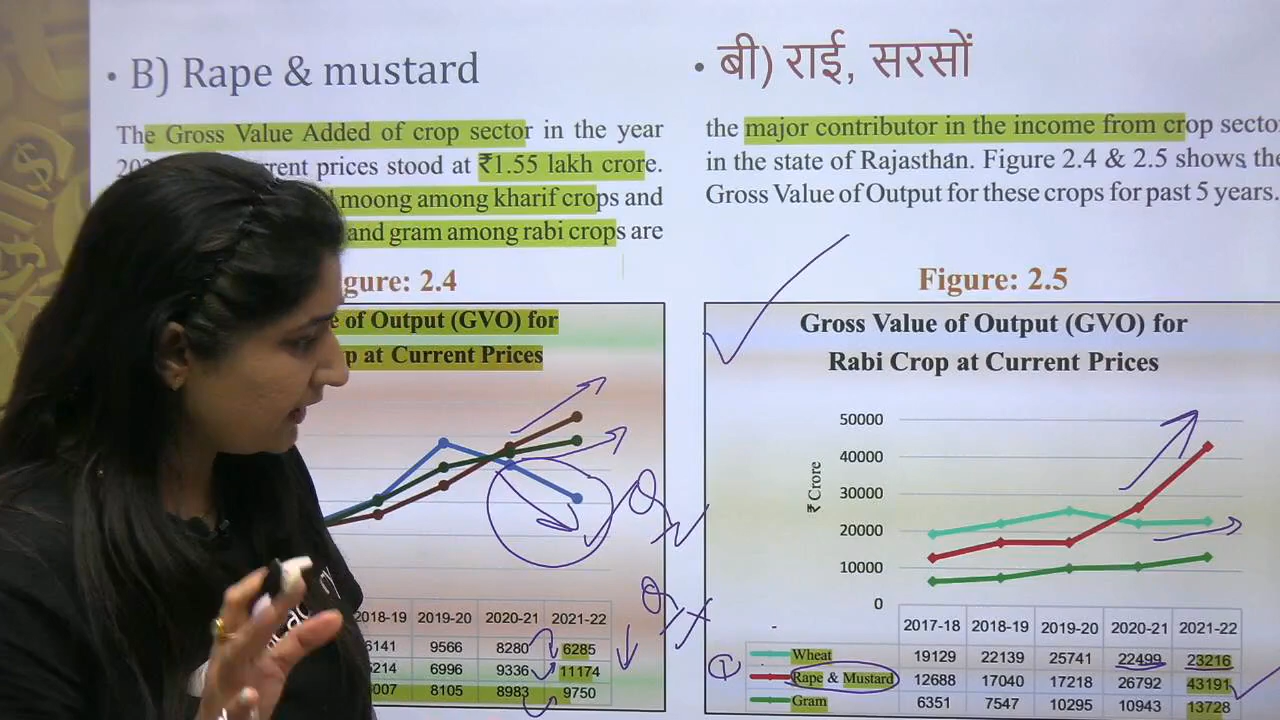 • B) Rape & mustard
• बी) राई, सरसों
The Gross Value Added of crop sector in the year
prices stood at ₹1.55 lakh crore.
moong among kharif crops and
and gram among rabi crops are
the major contributor in the income from crop secto
in the state of Rajasthan. Figure 2.4 & 2.5 shows the
Gross Value of Output for these crops for past 5 years.
gure: 2.4
of Output (GVO) for
at Current Prices
2018-19 2019-20 2020-21 2021-22
6141 9566 8280 6285
6214 6996 9336 11174
8105 8983 9750
Figure: 2.5
Gross Value of Output (GVO) for
Rabi Crop at Current Prices
₹ Crore
50000
40000
30000
20000
10000
0
2017-18 2018-19 2019-20 2020-21 2021-22
Wheat 19129 22139 25741 22499 23216
① Rape & Mustard 12688 17040 17218 26792 43191
Gram 6351 7547 10295 10943 13728